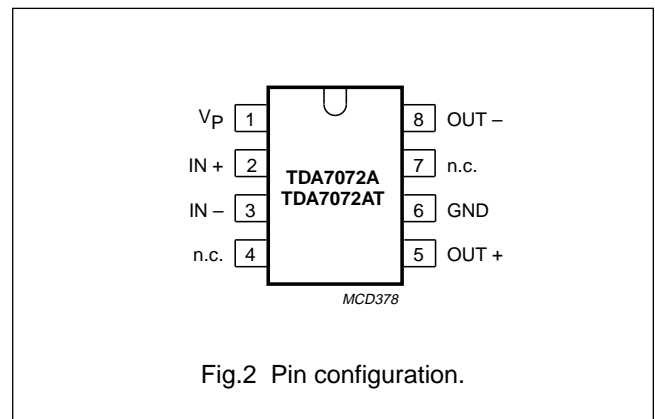 VP 1 8 OUT –
IN + 2 7 n.c.
TDA7072A
TDA7072AT
IN – 3 6 GND
n.c. 4 5 OUT +
MCD378
Fig.2 Pin configuration.